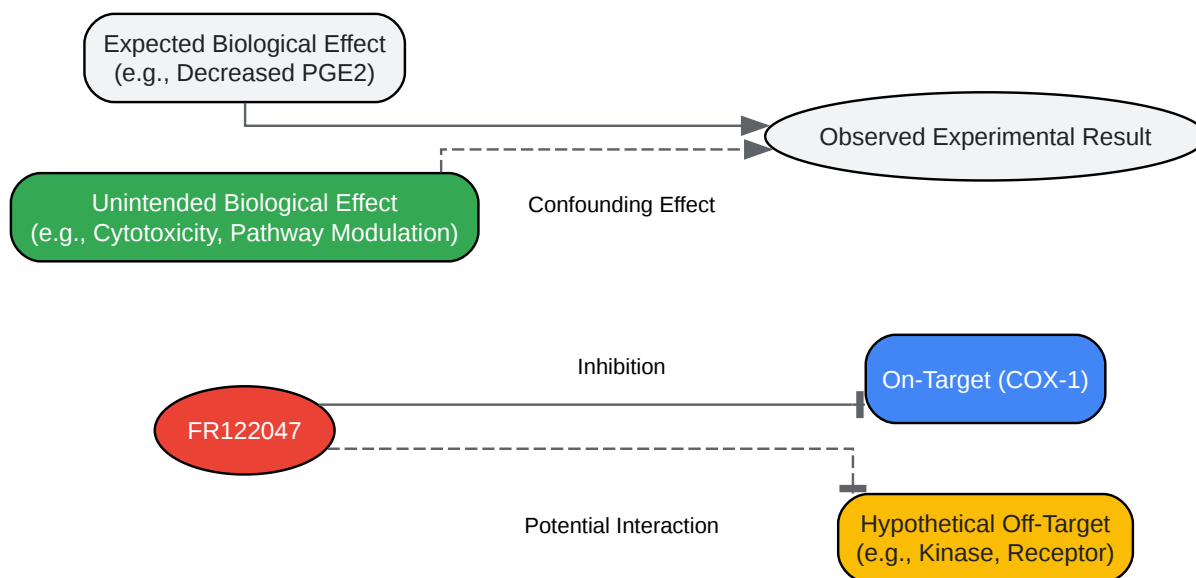 Expected Biological Effect
(e.g., Decreased PGE2)
Observed Experimental Result
Unintended Biological Effect
(e.g., Cytotoxicity, Pathway Modulation)
Confounding Effect
Inhibition
On-Target (COX-1)
FR122047
Potential Interaction
Hypothetical Off-Target
(e.g., Kinase, Receptor)